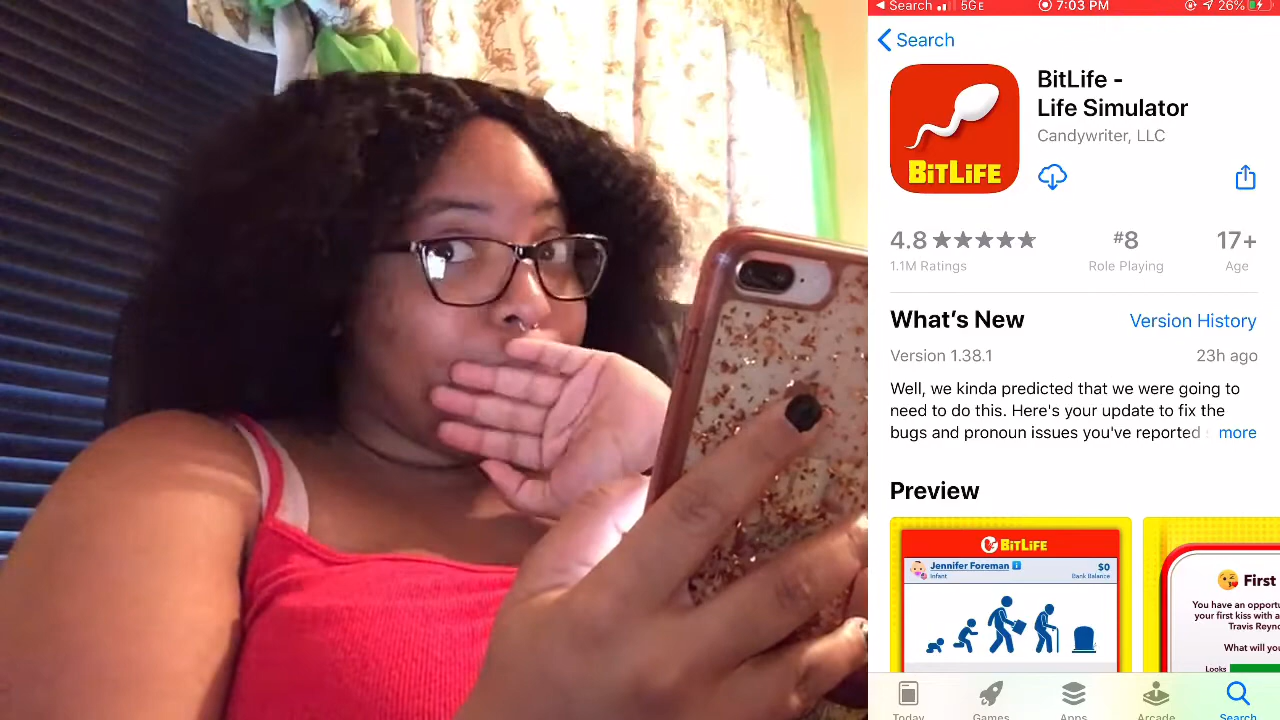 Search 5GE 7:03 PM 26%
Search
BitLife -
Life Simulator
Candywriter, LLC
BiTLiFE
4.8 #8 17+
1.1M Ratings Role Playing Age
What's New Version History
Version 1.38.1 23h ago
Well, we kinda predicted that we were going to
need to do this. Here's your update to fix the
bugs and pronoun issues you've reported more
Preview
BiTLiFE
Jennifer Foreman $0
Infant Bank Balance
First
You have an opportu
your first kiss with a
Travis Reyno
What will you
Looks
Today Games Apps Arcade Search